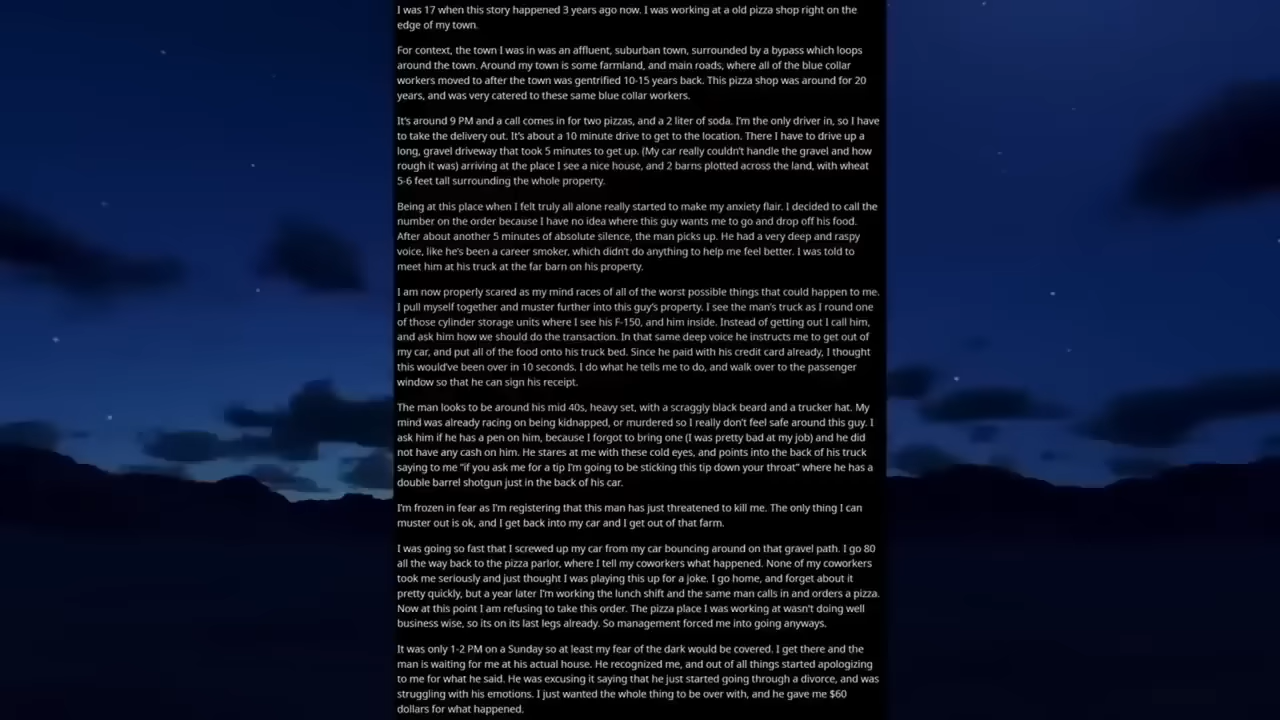 I was 17 when this story happened 3 years ago now. I was working at a old pizza shop right on the
edge of my town.
For context, the town I was in was an affluent, suburban town, surrounded by a bypass which loops
around the town. Around my town is some farmland, and main roads, where all of the blue collar
workers moved to after the town was gentrified 10-15 years back. This pizza shop was around for 20
years, and was very catered to these same blue collar workers.
It's around 9 PM and a call comes in for two pizzas, and a 2 liter of soda. I'm the only driver in, so I have
to take the delivery out. It's about a 10 minute drive to get to the location. There I have to drive up a
long, gravel driveway that took 5 minutes to get up. (My car really couldn't handle the gravel and how
rough it was) arriving at the place I see a nice house, and 2 barns plotted across the land, with wheat
5-6 feet tall surrounding the whole property.
Being at this place when I felt truly all alone really started to make my anxiety flair. I decided to call the
number on the order because I have no idea where this guy wants me to go and drop off his food.
After about another 5 minutes of absolute silence, the man picks up. He had a very deep and raspy
voice, like he's been a career smoker, which didn't do anything to help me feel better. I was told to
meet him at his truck at the far barn on his property.
I am now properly scared as my mind races of all of the worst possible things that could happen to me.
I pull myself together and muster further into this guy's property. I see the man's truck as I round one
of those cylinder storage units where I see his F-150, and him inside. Instead of getting out I call him,
and ask him how we should do the transaction. In that same deep voice he instructs me to get out of
my car, and put all of the food onto his truck bed. Since he paid with his credit card already, I thought
this would've been over in 10 seconds. I do what he tells me to do, and walk over to the passenger
window so that he can sign his receipt.
The man looks to be around his mid 40s, heavy set, with a scraggly black beard and a trucker hat. My
mind was already racing on being kidnapped, or murdered so I really don't feel safe around this guy. I
ask him if he has a pen on him, because I forgot to bring one (I was pretty bad at my job) and he did
not have any cash on him. He stares at me with these cold eyes, and points into the back of his truck
saying to me "if you ask me for a tip I'm going to be sticking this tip down your throat" where he has a
double barrel shotgun just in the back of his car.
I'm frozen in fear as I'm registering that this man has just threatened to kill me. The only thing I can
muster out is ok, and I get back into my car and I get out of that farm.
I was going so fast that I screwed up my car from my car bouncing around on that gravel path. I go 80
all the way back to the pizza parlor, where I tell my coworkers what happened. None of my coworkers
took me seriously and just thought I was playing this up for a joke. I go home, and forget about it
pretty quickly, but a year later I'm working the lunch shift and the same man calls in and orders a pizza.
Now at this point I am refusing to take this order. The pizza place I was working at wasn't doing well
business wise, so its on its last legs already. So management forced me into going anyways.
It was only 1-2 PM on a Sunday so at least my fear of the dark would be covered. I get there and the
man is waiting for me at his actual house. He recognized me, and out of all things started apologizing
to me for what he said. He was excusing it saying that he just started going through a divorce, and was
struggling with his emotions. I just wanted the whole thing to be over with, and he gave me $60
dollars for what happened.